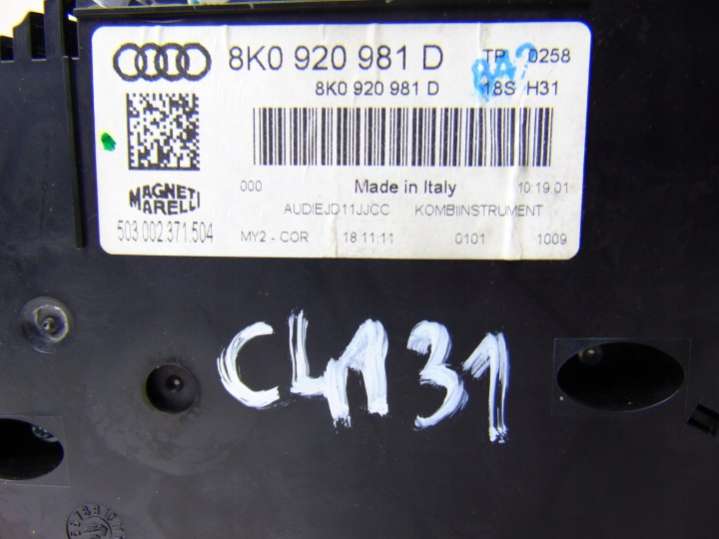 8K0 920 981 D TP 0258
8K0 920 981 D 18S H31
000 Made in Italy 10:19:01
MAGNETI
MARELLI
AUDIEJD11JJCC KOMBIINSTRUMENT
503.002.371.504
MY2 - COR 18.11.11 0101 1009
CL131